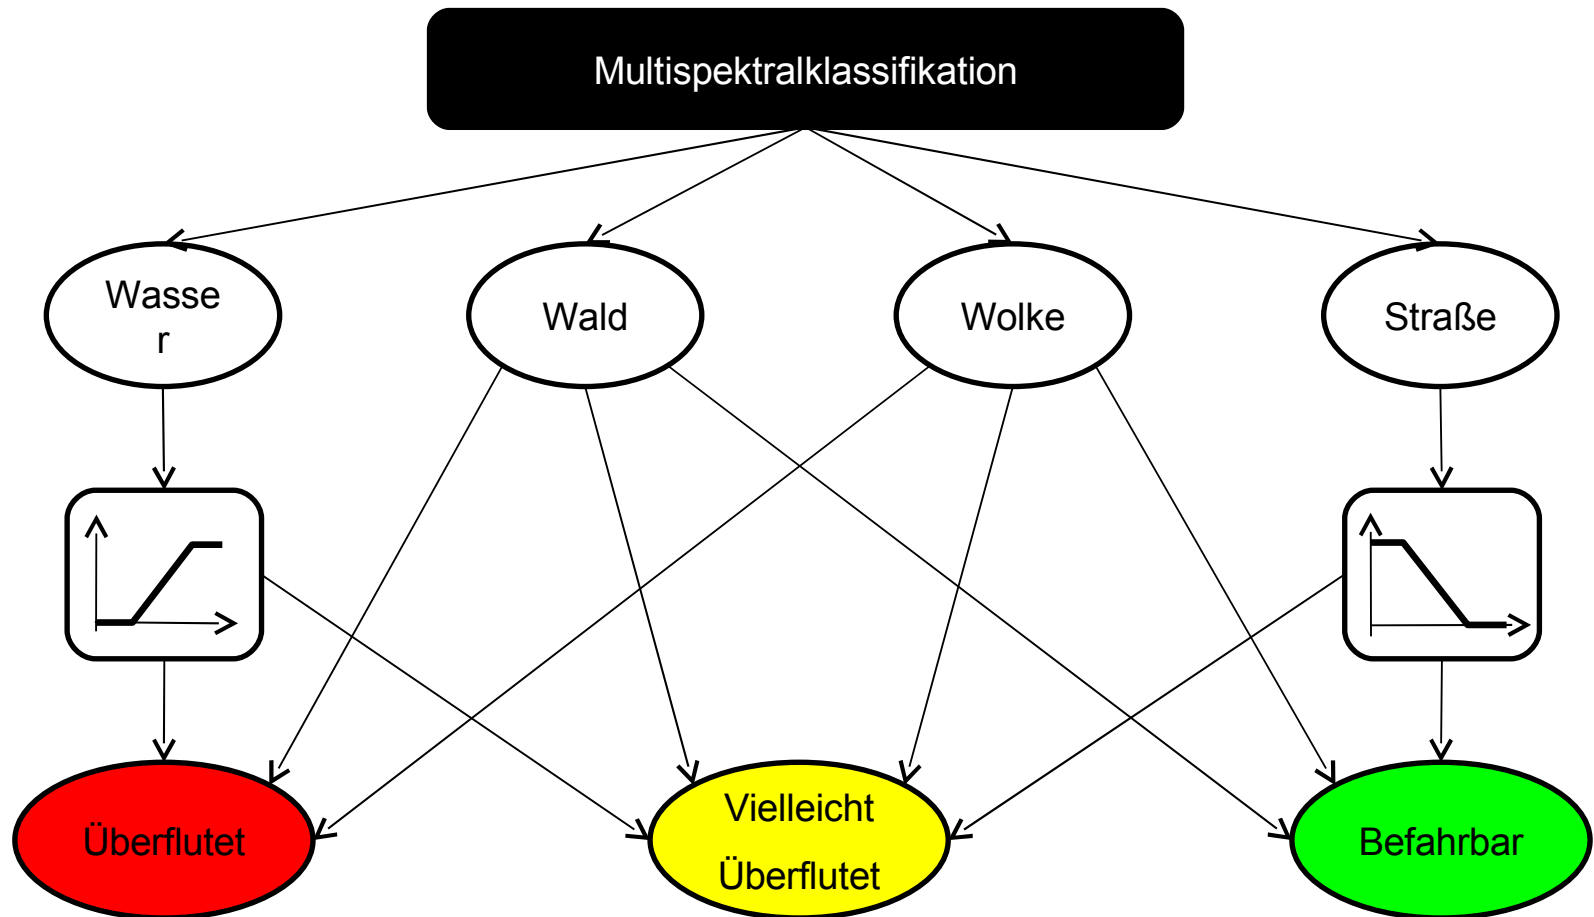 Multispektralklassifikation
Wasse
r
Wald
Wolke
Straße
Überflutet
Vielleicht
Überflutet
Befahrbar